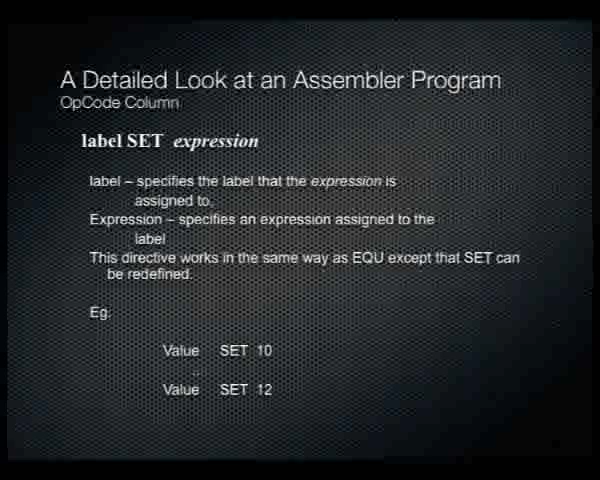 A Detailed Look at an Assembler Program
OpCode Column
label SET expression
label – specifies the label that the expression is
assigned to.
Expression – specifies an expression assigned to the
label
This directive works in the same way as EQU except that SET can
be redefined.
Eg:
Value SET 10
..
Value SET 12